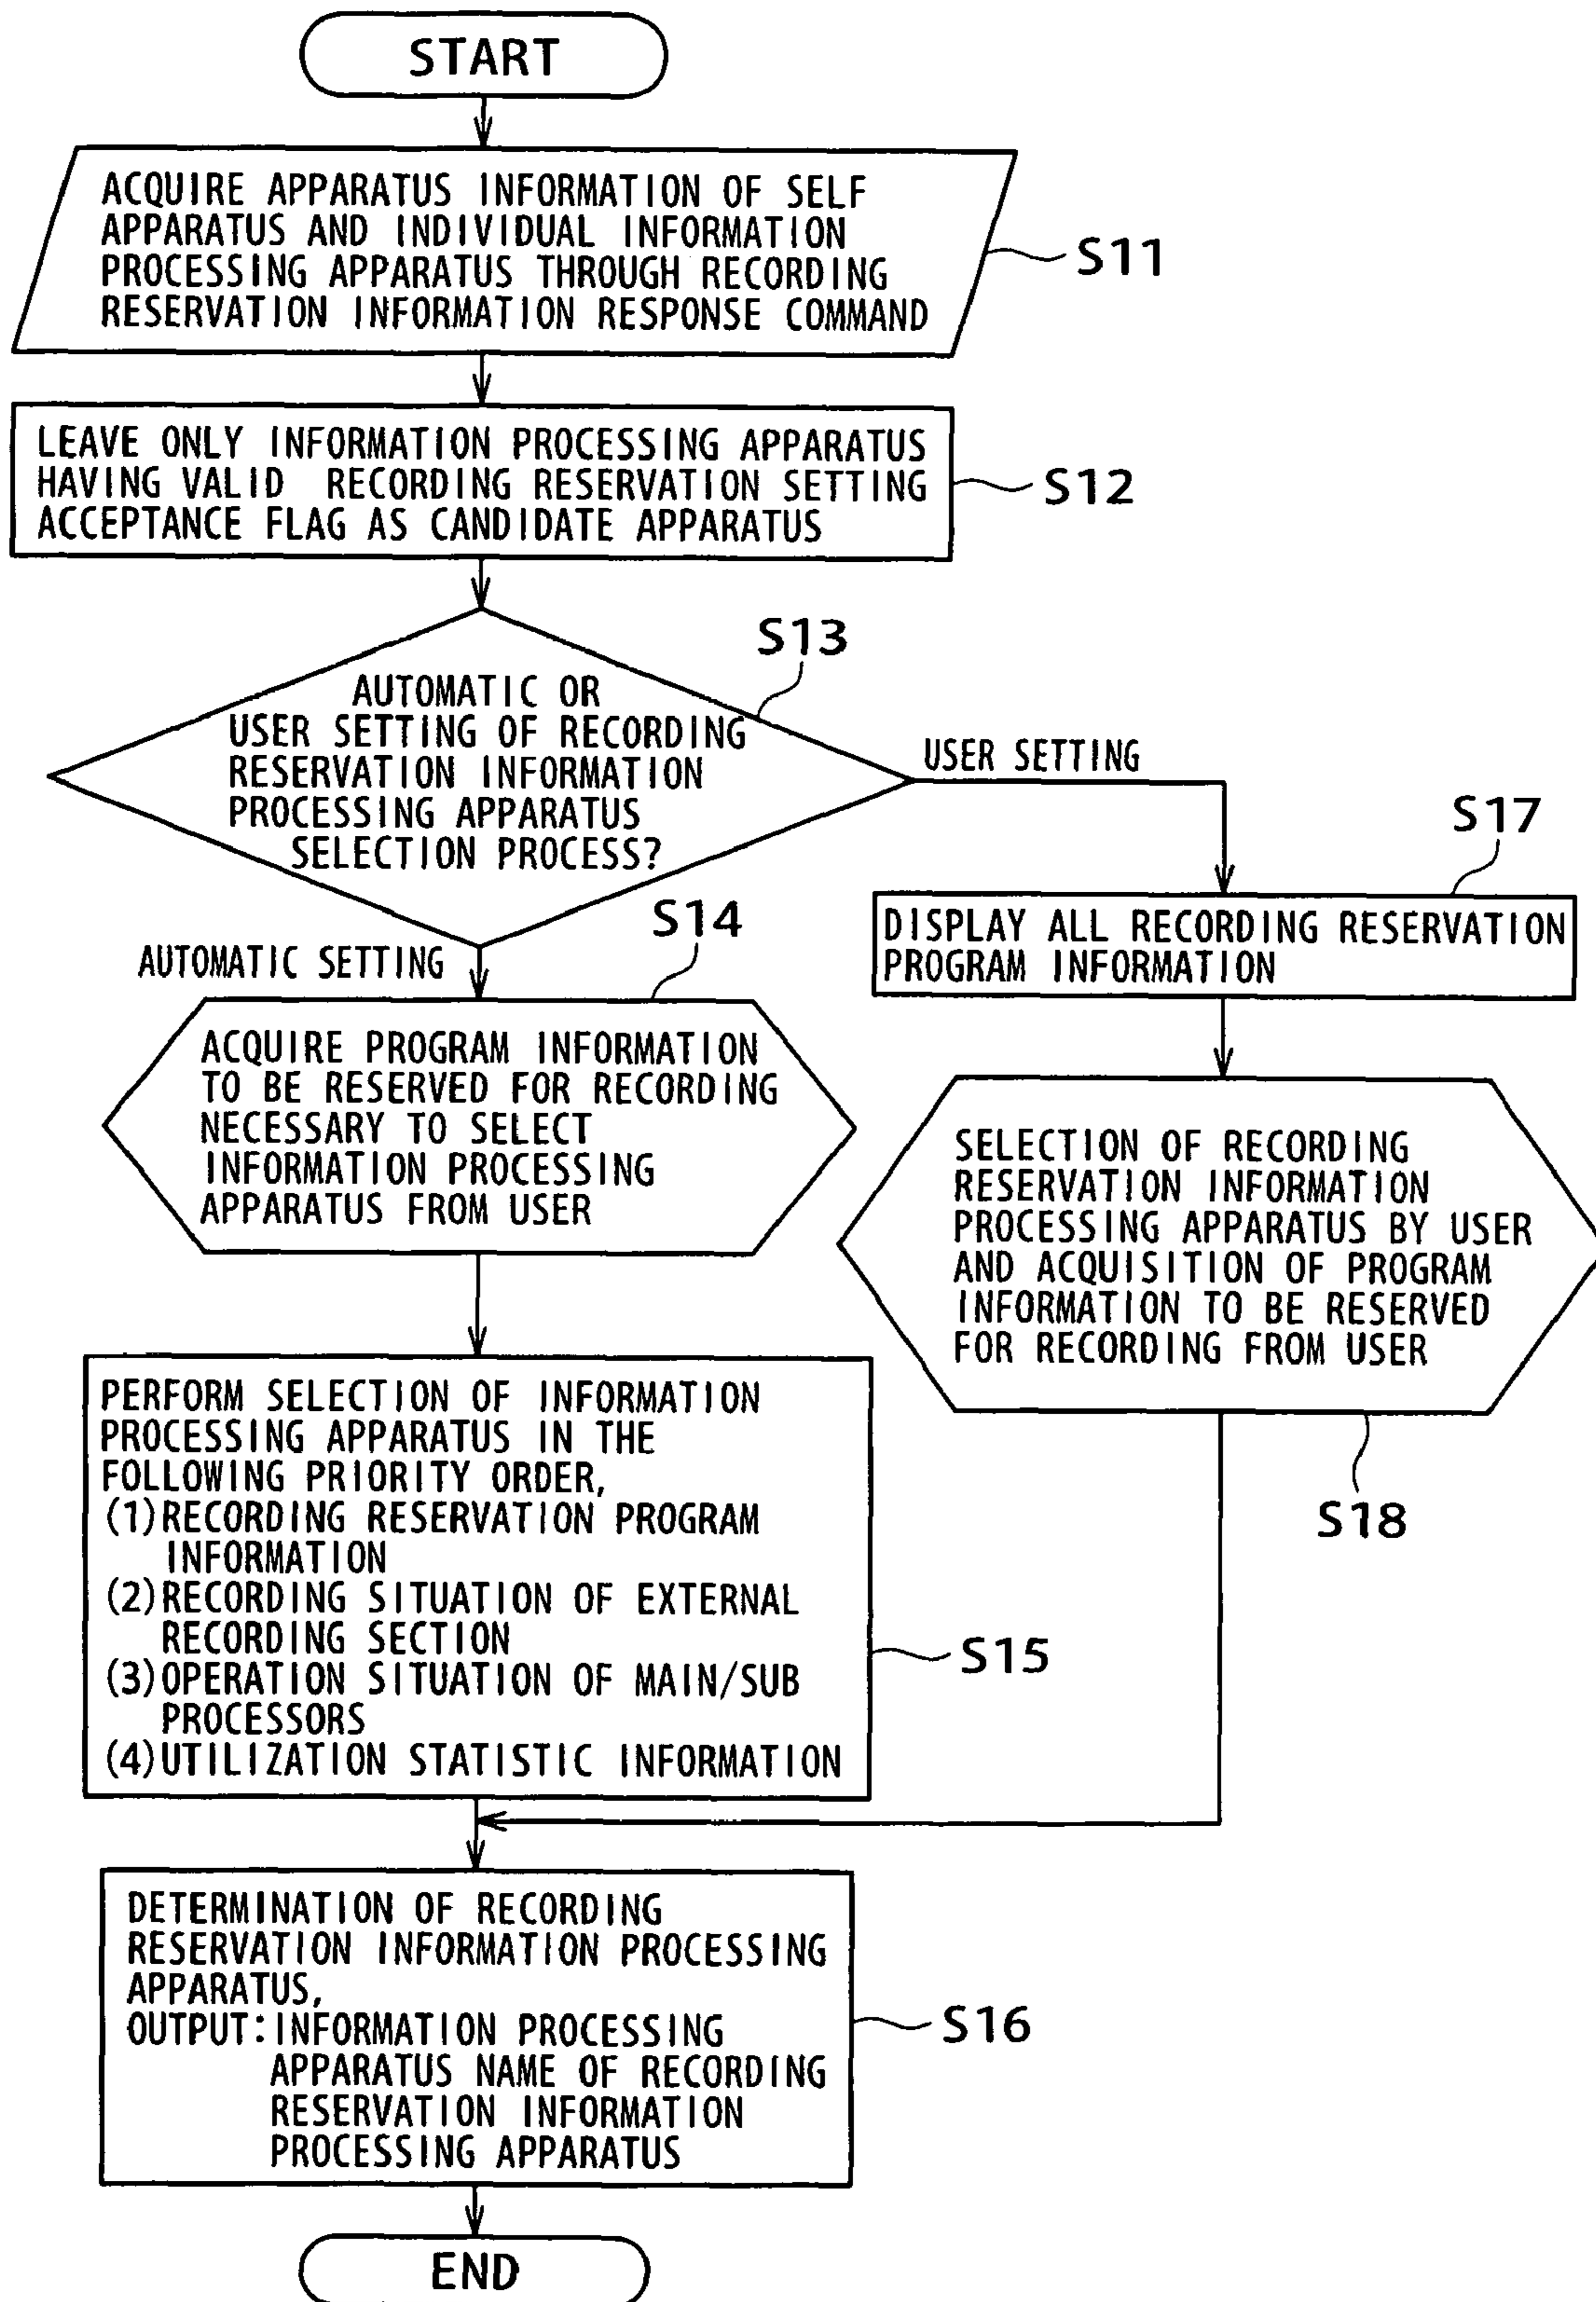 START
ACQUIRE APPARATUS INFORMATION OF SELF
APPARATUS AND INDIVIDUAL INFORMATION
PROCESSING APPARATUS THROUGH RECORDING
RESERVATION INFORMATION RESPONSE COMMAND
S11
LEAVE ONLY INFORMATION PROCESSING APPARATUS
HAVING VALID RECORDING RESERVATION SETTING
ACCEPTANCE FLAG AS CANDIDATE APPARATUS
S12
S13
AUTOMATIC OR
USER SETTING OF RECORDING
RESERVATION INFORMATION
PROCESSING APPARATUS
SELECTION PROCESS?
USER SETTING
AUTOMATIC SETTING
S14
ACQUIRE PROGRAM INFORMATION
TO BE RESERVED FOR RECORDING
NECESSARY TO SELECT
INFORMATION PROCESSING
APPARATUS FROM USER
S17
DISPLAY ALL RECORDING RESERVATION
PROGRAM INFORMATION
SELECTION OF RECORDING
RESERVATION INFORMATION
PROCESSING APPARATUS BY USER
AND ACQUISITION OF PROGRAM
INFORMATION TO BE RESERVED
FOR RECORDING FROM USER
S18
PERFORM SELECTION OF INFORMATION
PROCESSING APPARATUS IN THE
FOLLOWING PRIORITY ORDER,
(1)RECORDING RESERVATION PROGRAM
INFORMATION
(2)RECORDING SITUATION OF EXTERNAL
RECORDING SECTION
(3)OPERATION SITUATION OF MAIN/SUB
PROCESSORS
(4)UTILIZATION STATISTIC INFORMATION
S15
DETERMINATION OF RECORDING
RESERVATION INFORMATION PROCESSING
APPARATUS,
OUTPUT:INFORMATION PROCESSING
APPARATUS NAME OF RECORDING
RESERVATION INFORMATION
PROCESSING APPARATUS
S16
END